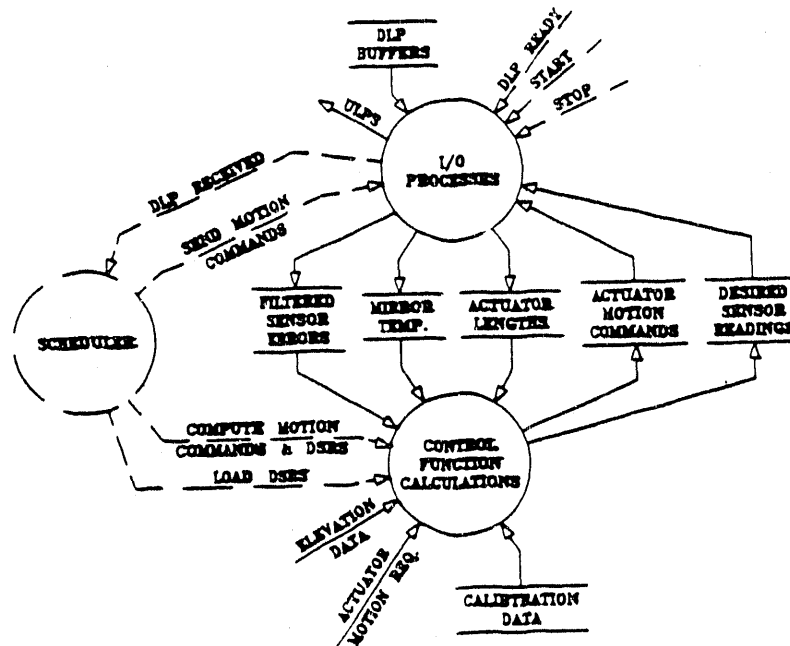 DLP
BUFFERS
DLP READY
START
STOP
ULPS
I/O
PROCESSES
DLP RECEIVED
SEND MOTION
COMMANDS
SCHEDULER
FILTERED
SENSOR
ERRORS
MIRROR
TEMP.
ACTUATOR
LENGTHS
ACTUATOR
MOTION
COMMANDS
DESIRED
SENSOR
READINGS
COMPUTE MOTION
COMMANDS & DSRS
LOAD DSRS
CONTROL
FUNCTION
CALCULATIONS
ELEVATION
DATA
ACTUATOR
MOTION REQ.
CALIETRATION
DATA